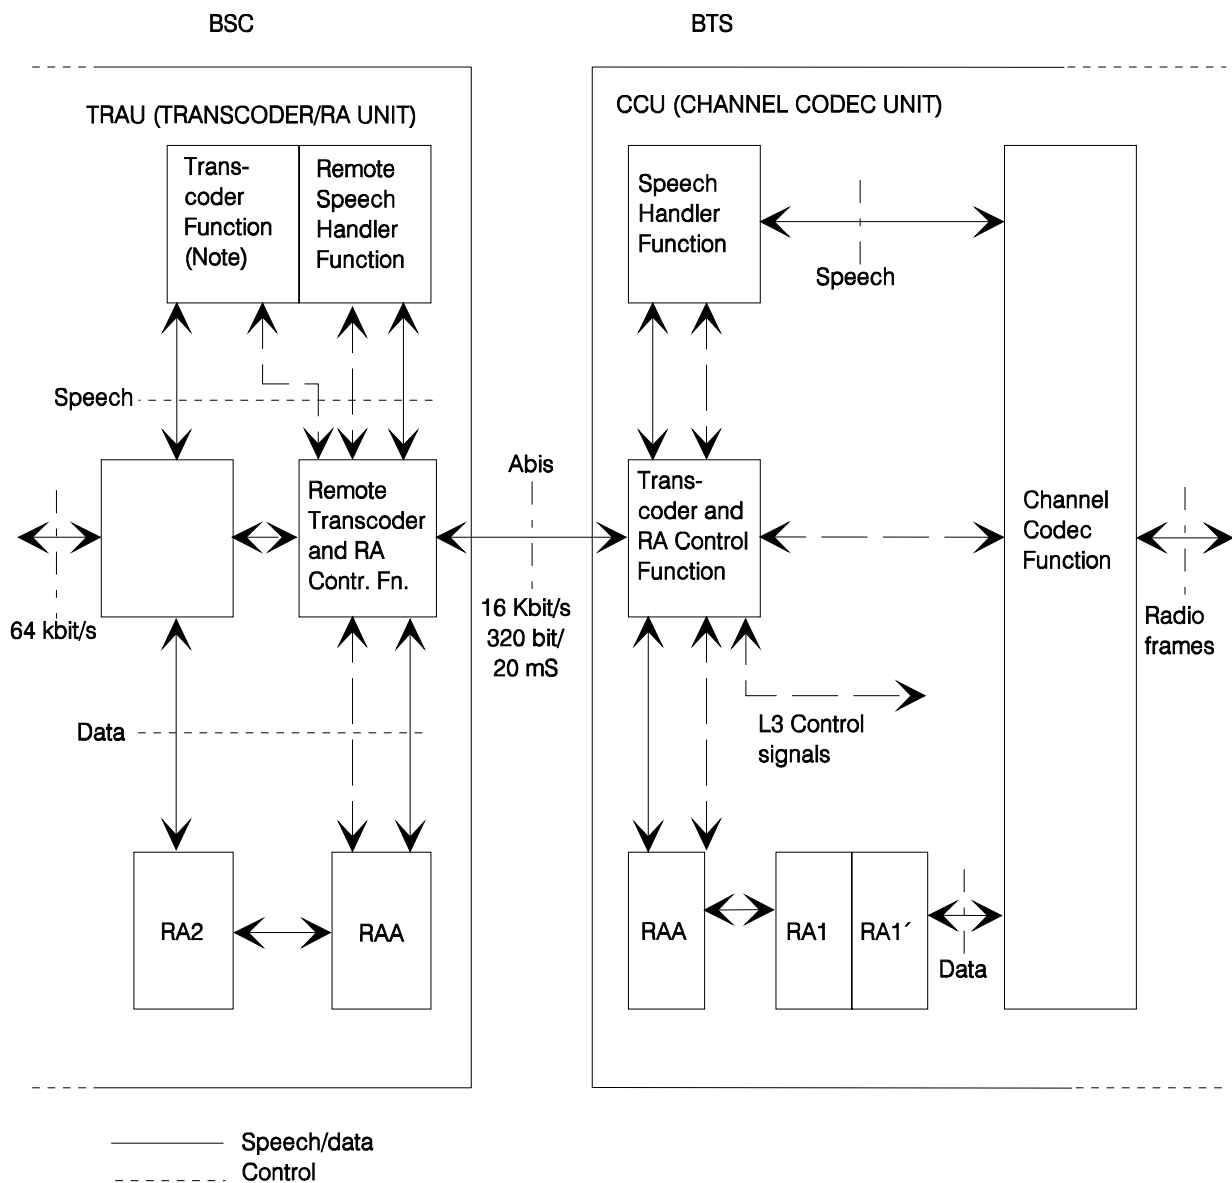 BSC
BTS
TRAU (TRANSCODER/RA UNIT)
CCU (CHANNEL CODEC UNIT)
Trans-
coder
Function
(Note)
Remote
Speech
Handler
Function
Speech
Handler
Function
Speech
Speech
Abis
Remote
Transcoder
and RA
Contr. Fn.
Trans-
coder and
RA Control
Function
Channel
Codec
Function
64 kbit/s
16 Kbit/s
320 bit/
20 mS
Radio
frames
Data
L3 Control
signals
RA2
RAA
RAA
RA1
RA1´
Data
Speech/data
Control